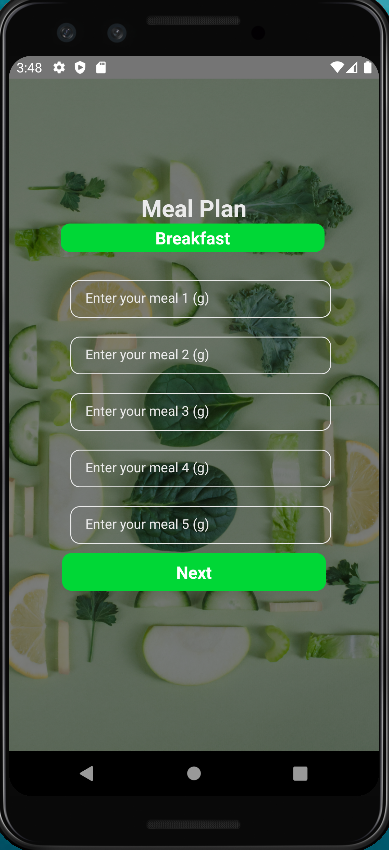 3:48
Meal Plan
Breakfast
Enter your meal 1 (g)
Enter your meal 2 (g)
Enter your meal 3 (g)
Enter your meal 4 (g)
Enter your meal 5 (g)
Next